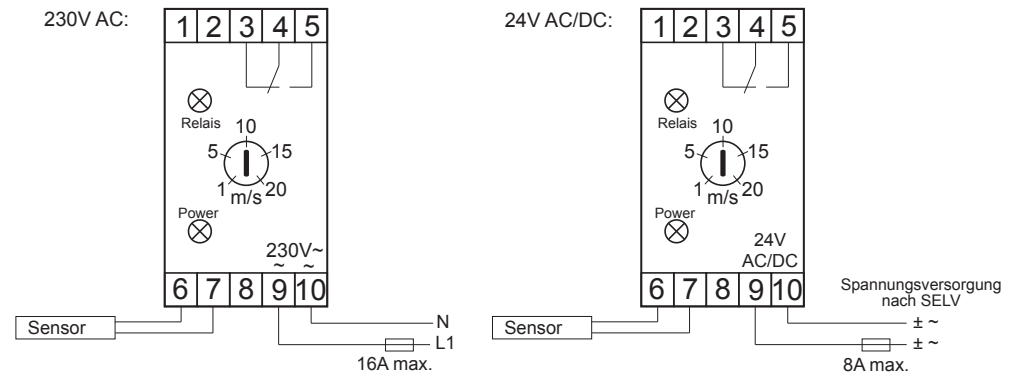 230V AC:
1 2 3 4 5
Relais
10
5 15
1 20
m/s
Power
230V~
~ ~
6 7 8 9 10
Sensor
N
L1
16A max.
24V AC/DC:
1 2 3 4 5
Relais
10
5 15
1 20
m/s
Power
24V
AC/DC
6 7 8 9 10
Spannungsversorgung
nach SELV
Sensor
± ~
± ~
8A max.